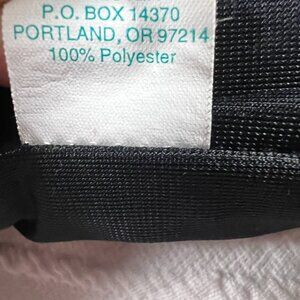 P.O. BOX 14370
PORTLAND, OR 97214
100% Polyester